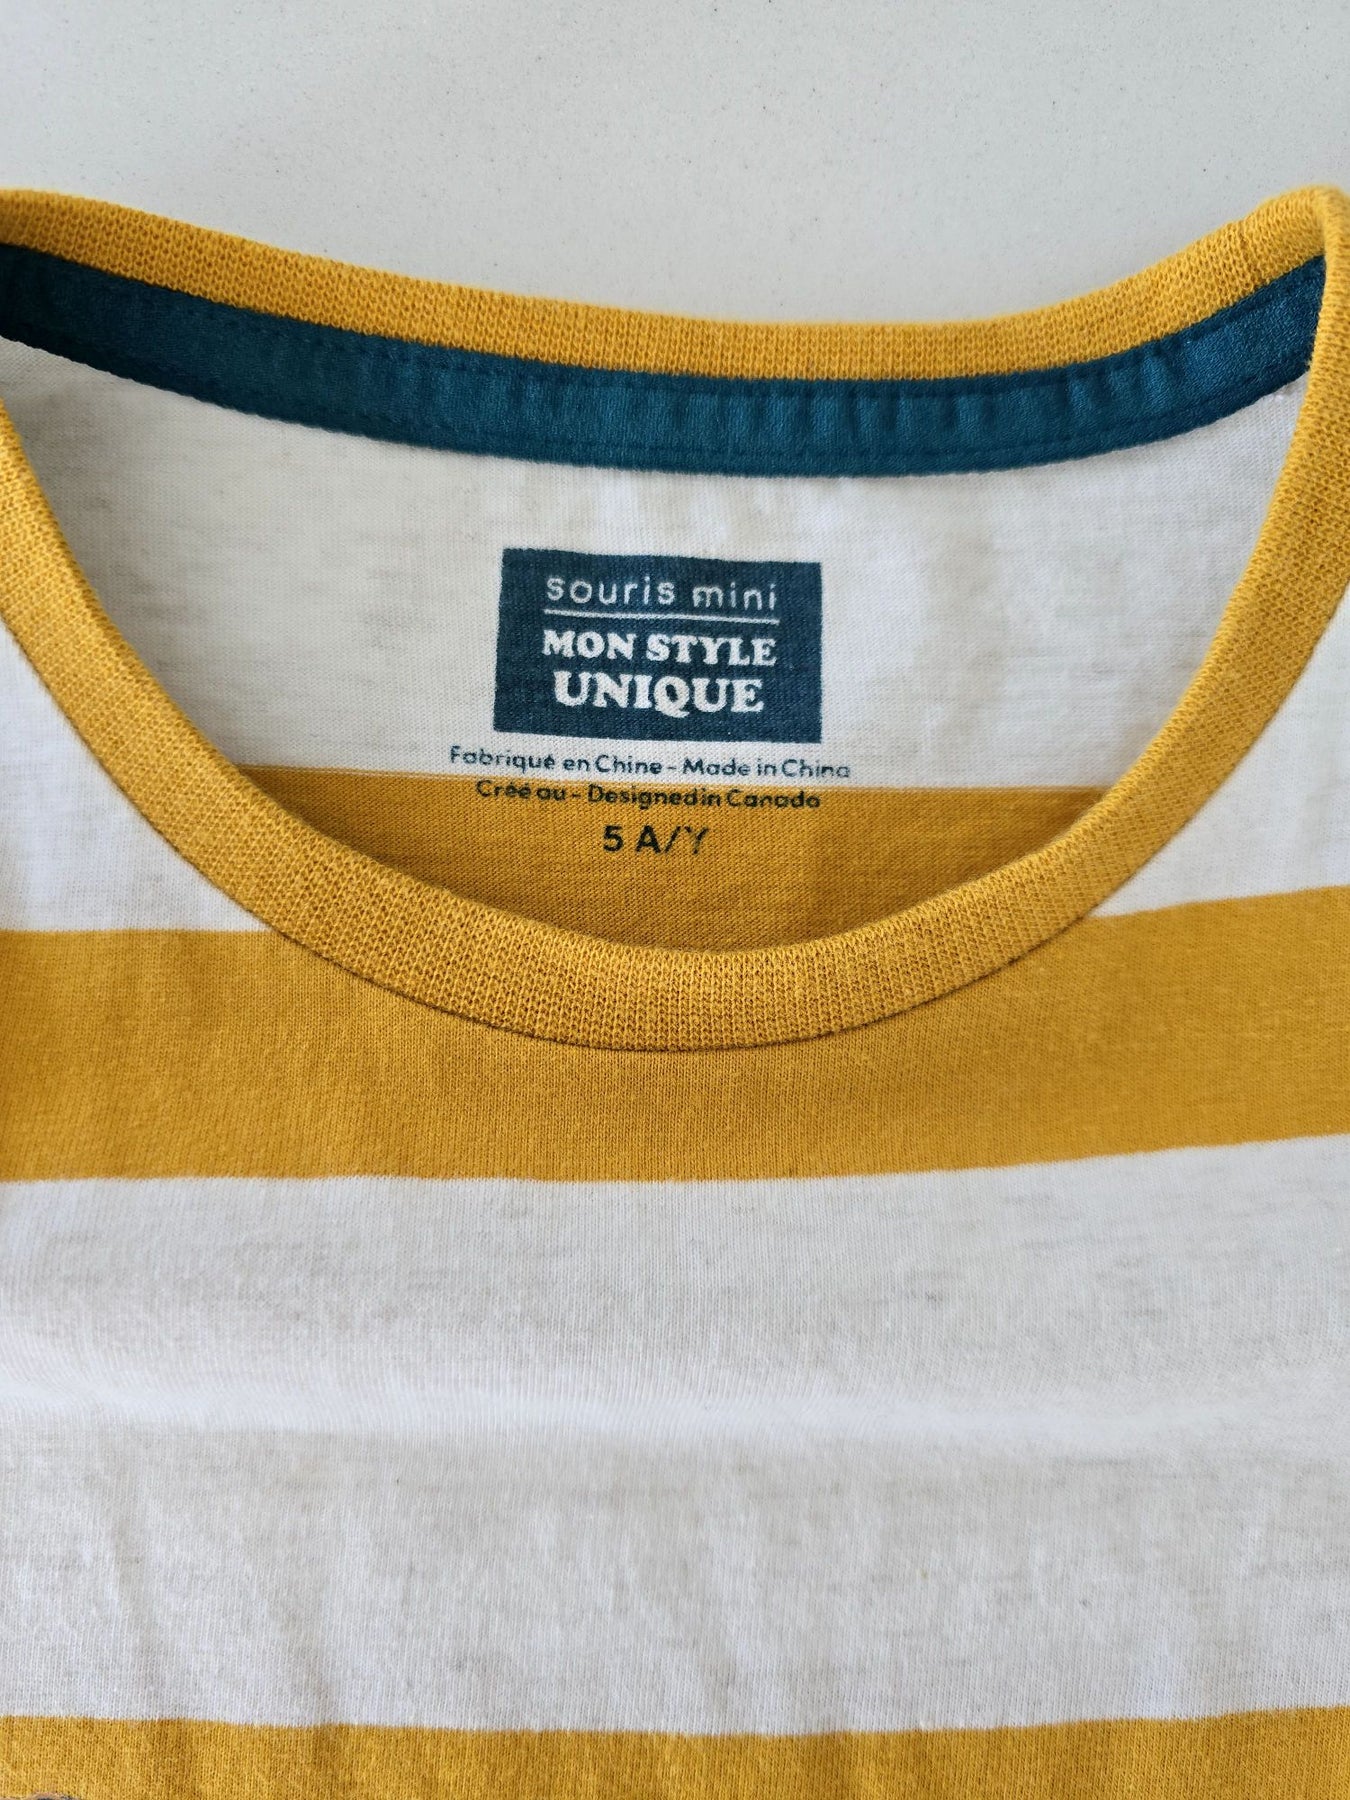 souris mini
MON STYLE
UNIQUE
Fabriqué en Chine - Made in China
Créé au - Designed in Canada
5 A/Y